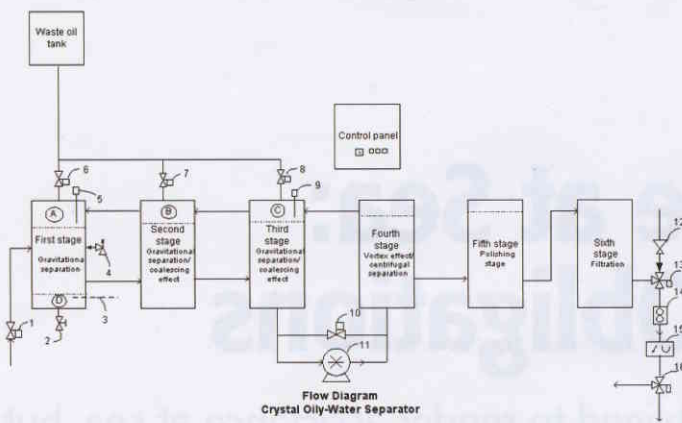 Waste oil
tank
Control panel
6
7
8
5
9
A
B
C
First stage
Gravitational
separation
4
D
3
1
2
Second
stage
Gravitational
separation/
coalescing
effect
Third
stage
Gravitational
separation/
coalescing
effect
Fourth
stage
Vortex effect/
centrifugal
separation
Fifth stage
Polishing
stage
Sixth
stage
Filtration
10
11
12
13
14
15
16
Flow Diagram
Crystal Oily-Water Separator